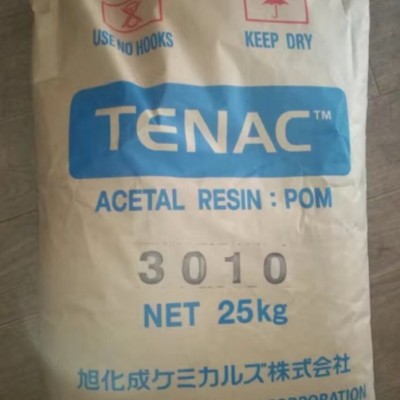 USE NO HOOKS
KEEP DRY
TENAC™
ACETAL RESIN : POM
3010
NET 25kg
旭化成ケミカルズ株式会社
CORPORATION